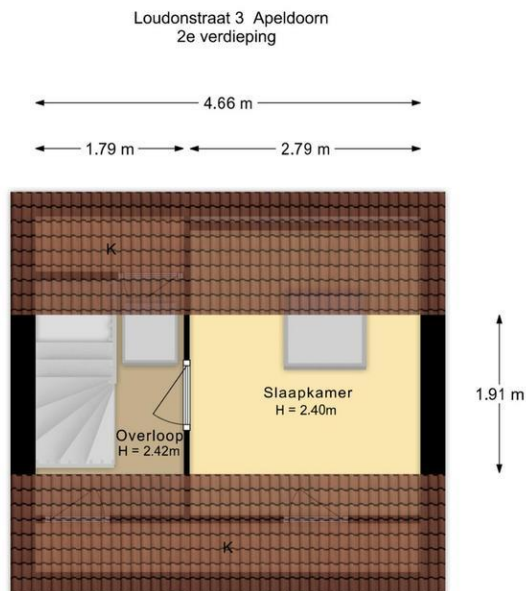 Loudonstraat 3 Apeldoorn
2e verdieping
4.66 m
1.79 m
2.79 m
K
1.91 m
Slaapkamer
H = 2.40m
Overloop
H = 2.42m
K